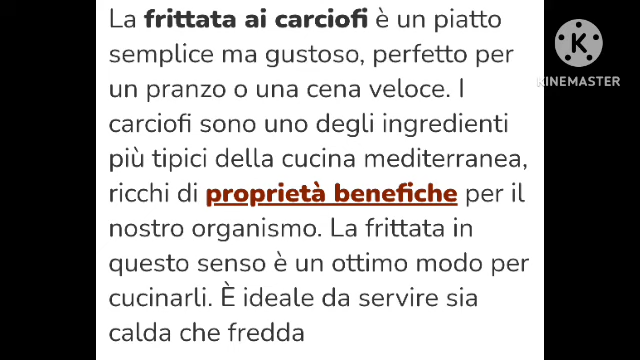 La frittata ai carciofi è un piatto
semplice ma gustoso, perfetto per
un pranzo o una cena veloce. I
carciofi sono uno degli ingredienti
più tipici della cucina mediterranea,
ricchi di proprietà benefiche per il
nostro organismo. La frittata in
questo senso è un ottimo modo per
cucinarli. È ideale da servire sia
calda che fredda
K
KINEMASTER